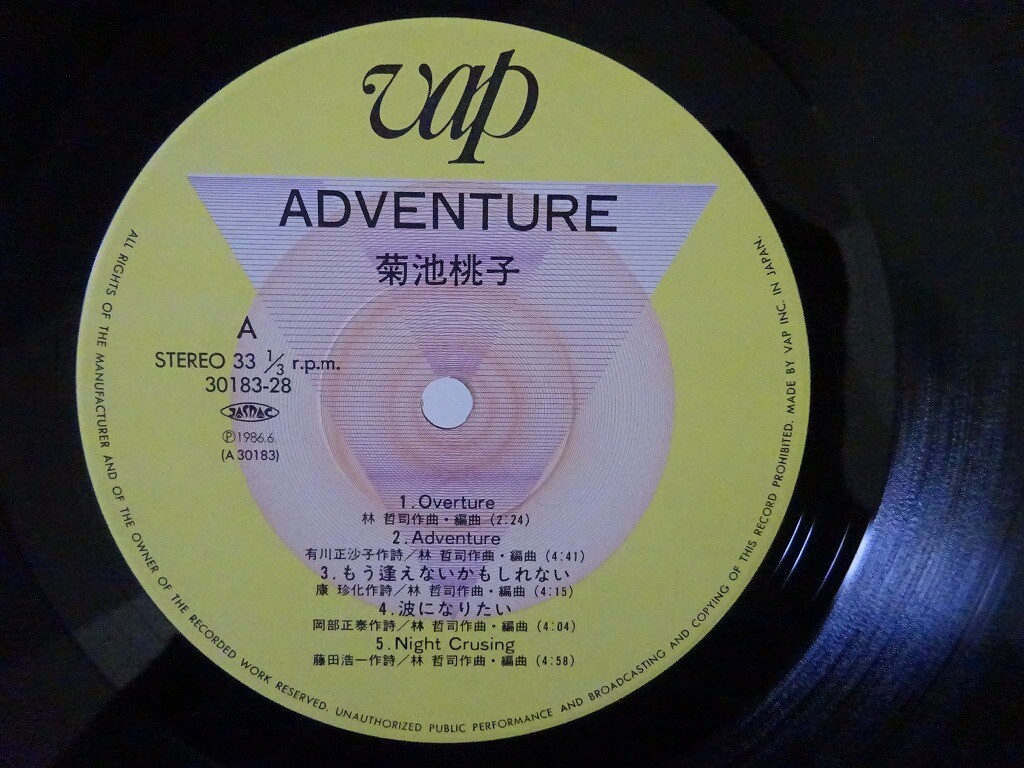 vap
ADVENTURE
菊池桃子
A
STEREO 33 1/3 r.p.m.
30183-28
JASRAC
Ⓟ1986.6.
(A 30183)
1.Overture
林 哲司作曲・編曲 (2:24)
2.Adventure
有川正沙子作詩/林 哲司作曲・編曲 (4:41)
3.もう逢えないかもしれない
康 珍化作詩/林 哲司作曲・編曲 (4:15)
4.波になりたい
岡部正泰作詩/林 哲司作曲・編曲 (4:04)
5.Night Crusing
藤田浩一作詩/林 哲司作曲・編曲 (4:58)
ALL RIGHTS OF THE MANUFACTURER AND OF THE OWNER OF THE RECORDED WORK RESERVED. UNAUTHORIZED PUBLIC PERFORMANCE AND BROADCASTING AND COPYING OF THIS RECORD PROHIBITED. MADE BY VAP INC. IN JAPAN.